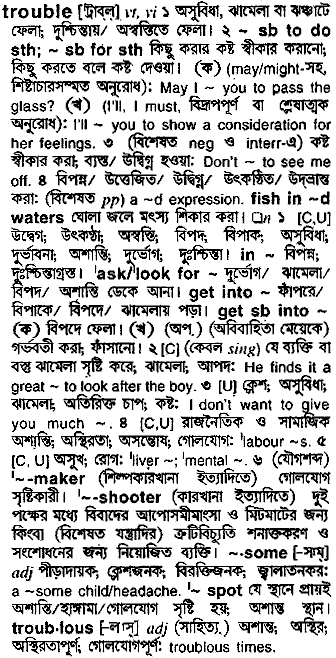 trouble [ট্রাবল্] vt, vi ১ অসুবিধা, ঝামেলা বা ঝঞ্ঝাটে
ফেলা; দুশ্চিন্তায়/ অস্বস্তিতে ফেলা। ২ ~ sb to do
sth; ~ sb for sth কিছু করার কষ্ট স্বীকার করানো;
কিছু করতে বলে কষ্ট দেওয়া। (ক) (may/might-সহ,
শিষ্টাচারসম্মত অনুরোধ): May I ~ you to pass the
glass? (খ) (I'll, I must, বিদ্রূপপূর্ণ বা শ্লেষাত্মক
অনুরোধ): I'll ~ you to show a consideration for
her feelings. ৩ (বিশেষত neg ও interr-এ) কষ্ট
স্বীকার করা; ব্যস্ত/ উদ্বিগ্ন হওয়া: Don't ~ to see me
off. ৪ বিপন্ন/ উত্তেজিত/ উদ্বিগ্ন/ উৎকণ্ঠিত/ উদ্‌ভ্রান্ত
করা: (বিশেষত pp) a ~d expression. fish in ~d
waters ঘোলা জলে মৎস্য শিকার করা। □n ১ [C,U]
উদ্বেগ; উৎকণ্ঠা; অস্বস্তি; বিপদ; বিপাক; অসুবিধা;
দুর্ভাবনা; অশান্তি; দুর্ভোগ; দুঃশ্চিন্তা। in ~ বিপন্ন;
দুঃশ্চিন্তাগ্রস্ত। 'ask/'look for ~ দুর্ভোগ/ ঝামেলা/
বিপদ/ অশান্তি ডেকে আনা। get into ~ ফাঁপরে/
বিপাকে/ বিপদে/ ঝামেলায় পড়া। get sb into ~
(ক) বিপদে ফেলা। (খ) (অপ.) (অবিবাহিতা মেয়েকে)
গর্ভবতী করা; ফাঁসানো। ২ [C] (কেবল sing) যে ব্যক্তি বা
বস্তু ঝামেলা সৃষ্টি করে; ঝামেলা; আপদ: He finds it a
great ~ to look after the boy. ৩ [U] ক্লেশ; অসুবিধা;
ঝামেলা; অতিরিক্ত চাপ; কষ্ট: I don't want to give
you much ~. ৪ [C,U] রাজনৈতিক ও সামাজিক
অশান্তি; অস্থিরতা; অসন্তোষ; গোলযোগ: 'labour ~s. ৫
[C, U] অসুখ; রোগ: 'liver ~; 'mental ~. ৬ (যৌগশব্দ)
'~-maker (শিল্পকারখানা ইত্যাদিতে) গোলযোগ
সৃষ্টিকারী। '~-shooter (কারখানা ইত্যাদিতে) দুই
পক্ষের মধ্যে বিবাদের আপোসমীমাংসা ও মিটমাটের জন্য
কিংবা (বিশেষত যন্ত্রাদির) ত্রুটিবিচ্যুতি শনাক্তকরণ ও
সংশোধনের জন্য নিয়োজিত ব্যক্তি। ~.some [–সম্]
adj পীড়াদায়ক; ক্লেশজনক; বিরক্তিজনক; জ্বালাতনকর:
a ~some child/headache. '~ spot যে স্থানে প্রায়ই
অশান্তি/হাঙ্গামা/গোলযোগ সৃষ্টি হয়; অশান্ত স্থান।
troub.lous [–লাস্] adj (সাহিত্য.) অশান্ত; অস্থির;
অস্থিরতাপূর্ণ; গোলযোগপূর্ণ: troublous times.